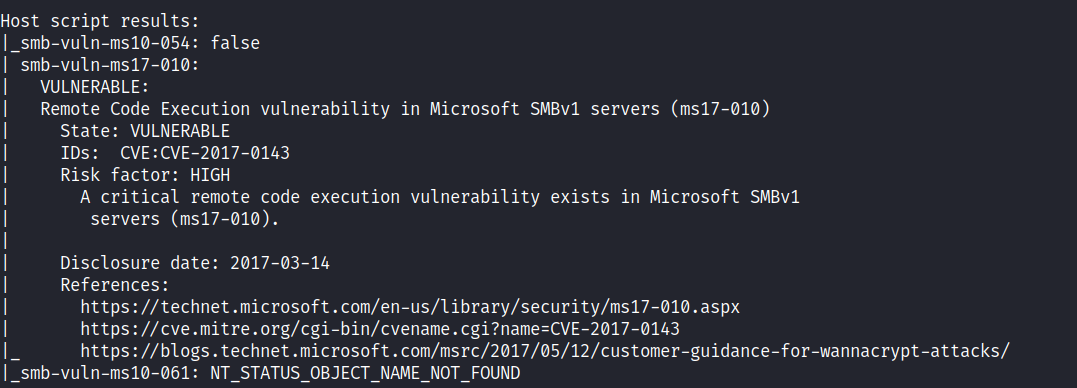 Host script results:
|_smb-vuln-ms10-054: false
| smb-vuln-ms17-010:
|   VULNERABLE:
|   Remote Code Execution vulnerability in Microsoft SMBv1 servers (ms17-010)
|     State: VULNERABLE
|     IDs:  CVE:CVE-2017-0143
|     Risk factor: HIGH
|       A critical remote code execution vulnerability exists in Microsoft SMBv1
|        servers (ms17-010).
|
|     Disclosure date: 2017-03-14
|     References:
|       https://technet.microsoft.com/en-us/library/security/ms17-010.aspx
|       https://cve.mitre.org/cgi-bin/cvename.cgi?name=CVE-2017-0143
|_      https://blogs.technet.microsoft.com/msrc/2017/05/12/customer-guidance-for-wannacrypt-attacks/
|_smb-vuln-ms10-061: NT_STATUS_OBJECT_NAME_NOT_FOUND